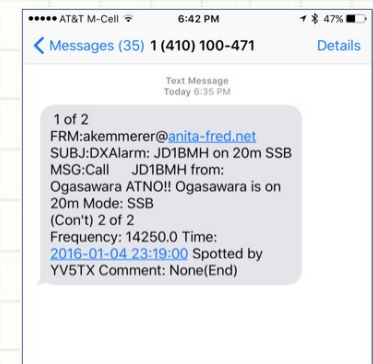 AT&T M-Cell 6:42 PM 47%
Messages (35) 1 (410) 100-471 Details
Text Message
Today 6:35 PM
1 of 2
FRM:akemmerer@anita-fred.net
SUBJ:DXAlarm: JD1BMH on 20m SSB
MSG:Call JD1BMH from:
Ogasawara ATNO!! Ogasawara is on
20m Mode: SSB
(Con't) 2 of 2
Frequency: 14250.0 Time:
2016-01-04 23:19:00 Spotted by
YV5TX Comment: None(End)